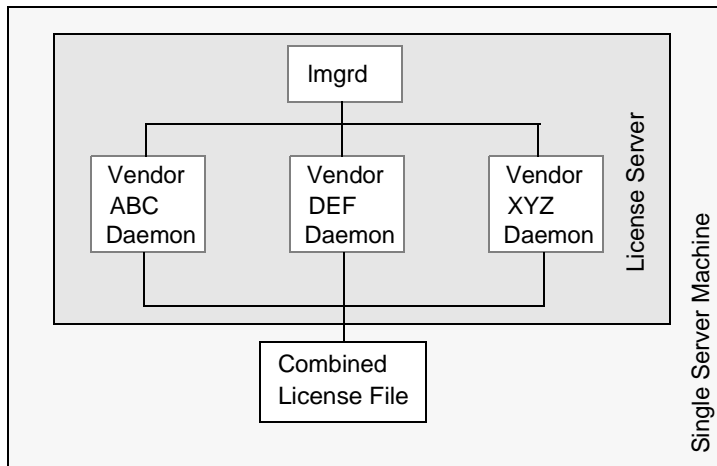 lmgrd
Vendor
ABC
Daemon
Vendor
DEF
Daemon
Vendor
XYZ
Daemon
License Server
Single Server Machine
Combined
License File